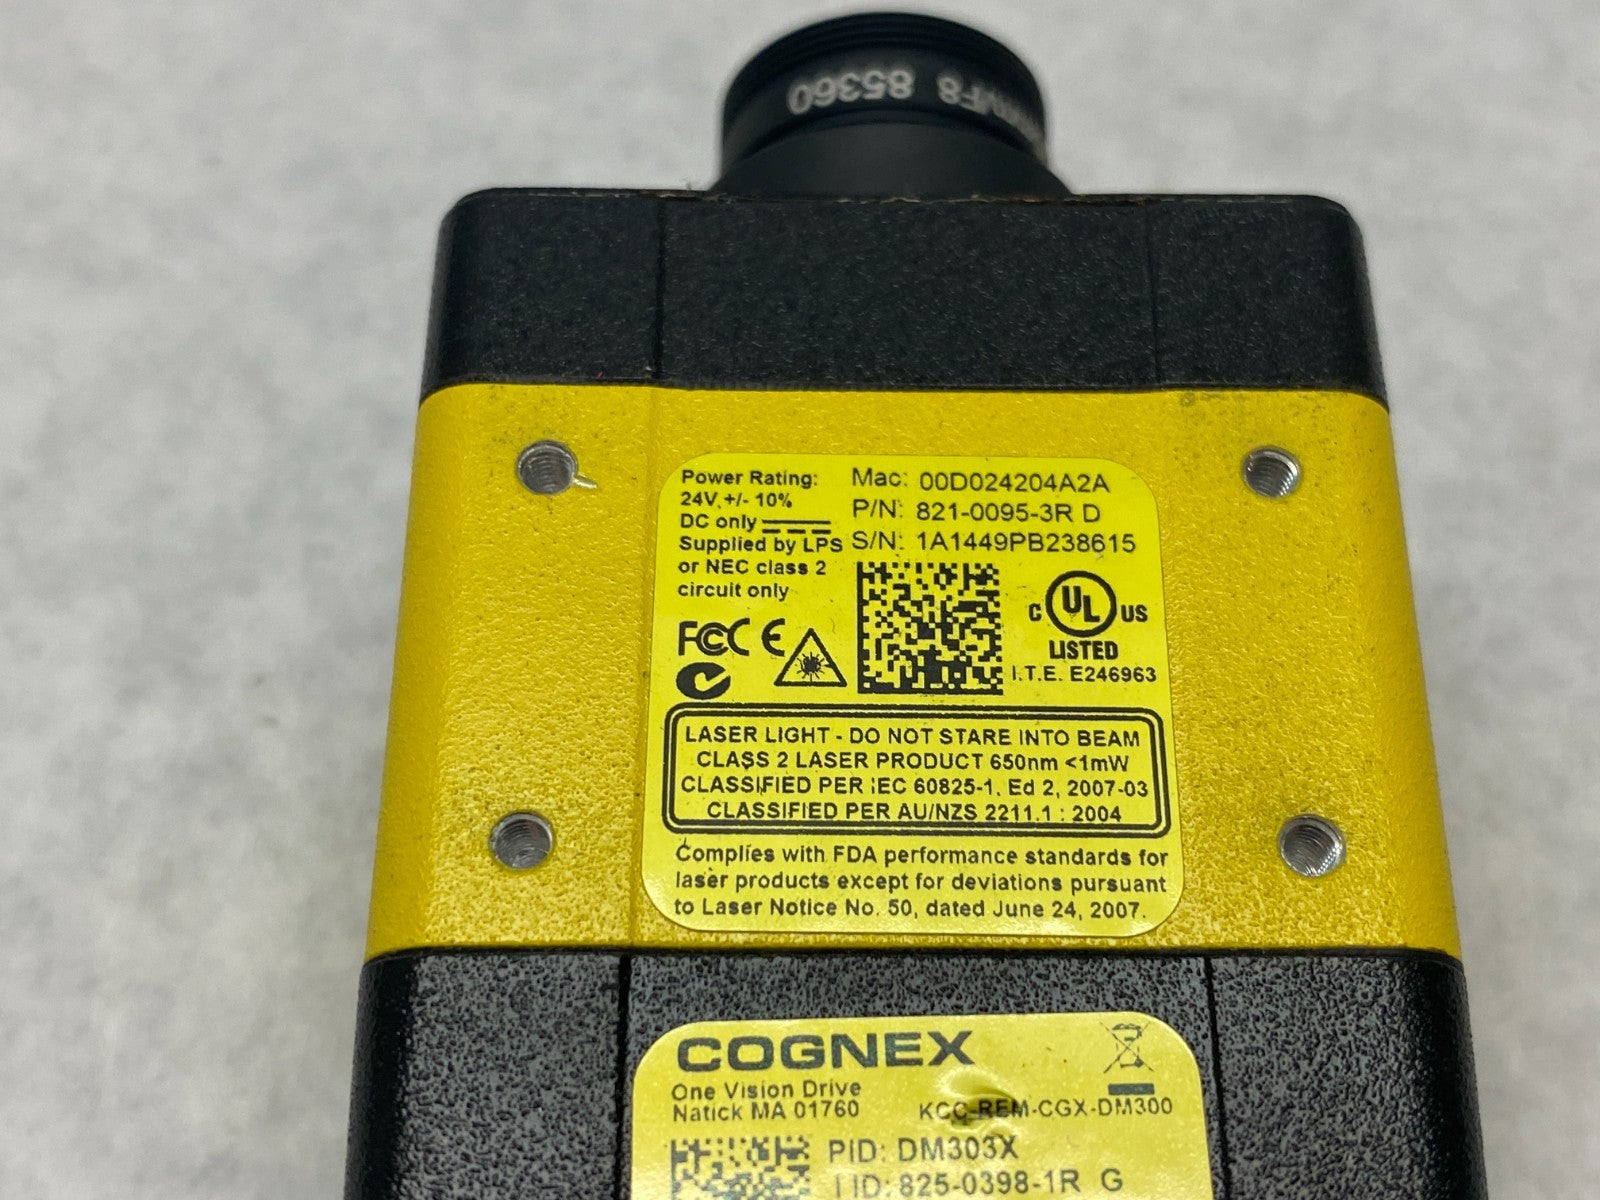 F8 85360
Power Rating:
24V, +/- 10%
DC only
Supplied by LPS
or NEC class 2
circuit only
Mac: 00D024204A2A
P/N: 821-0095-3R D
S/N: 1A1449PB238615
FCC CE
C UL US
LISTED
I.T.E. E246963
LASER LIGHT - DO NOT STARE INTO BEAM
CLASS 2 LASER PRODUCT 650nm <1mW
CLASSIFIED PER IEC 60825-1, Ed 2, 2007-03
CLASSIFIED PER AU/NZS 2211.1 : 2004
Complies with FDA performance standards for
laser products except for deviations pursuant
to Laser Notice No. 50, dated June 24, 2007.
COGNEX
One Vision Drive
Natick MA 01760
KCC-REM-CGX-DM300
PID: DM303X
ID: 825-0398-1R G